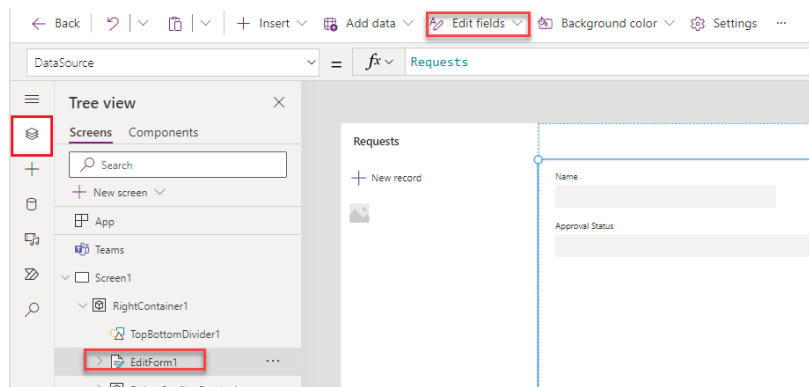 Back Insert Add data Edit fields Background color Settings ...
DataSource = fx Requests
Tree view
Screens Components
Search
New screen
App
Teams
Screen1
RightContainer1
TopBottomDivider1
EditForm1 ...
Requests
New record
Name
Approval Status